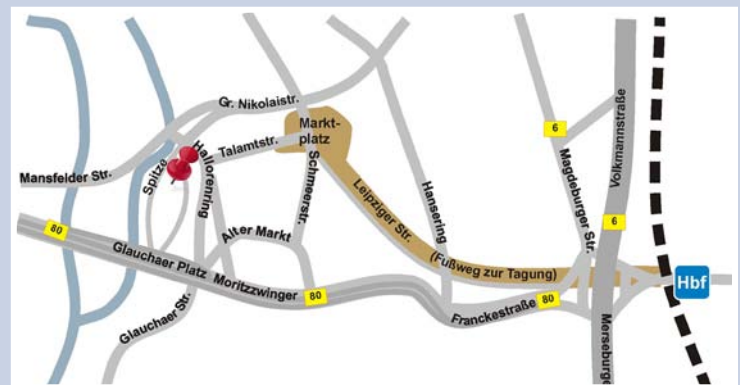 Gr. Nikolaistr.
Markt-
platz
6
Volkmannstraße
Mansfelder Str.
Spitze
Hallorenring
Talamtstr.
Schmeerstr.
Leipziger Str.
Hansering
Magdeburger Str.
6
80
Glauchaer Platz
Alter Markt
Moritzzwinger
80
(Fußweg zur Tagung)
Hbf
Glauchaer Str.
Franckestraße
80
Merseburge